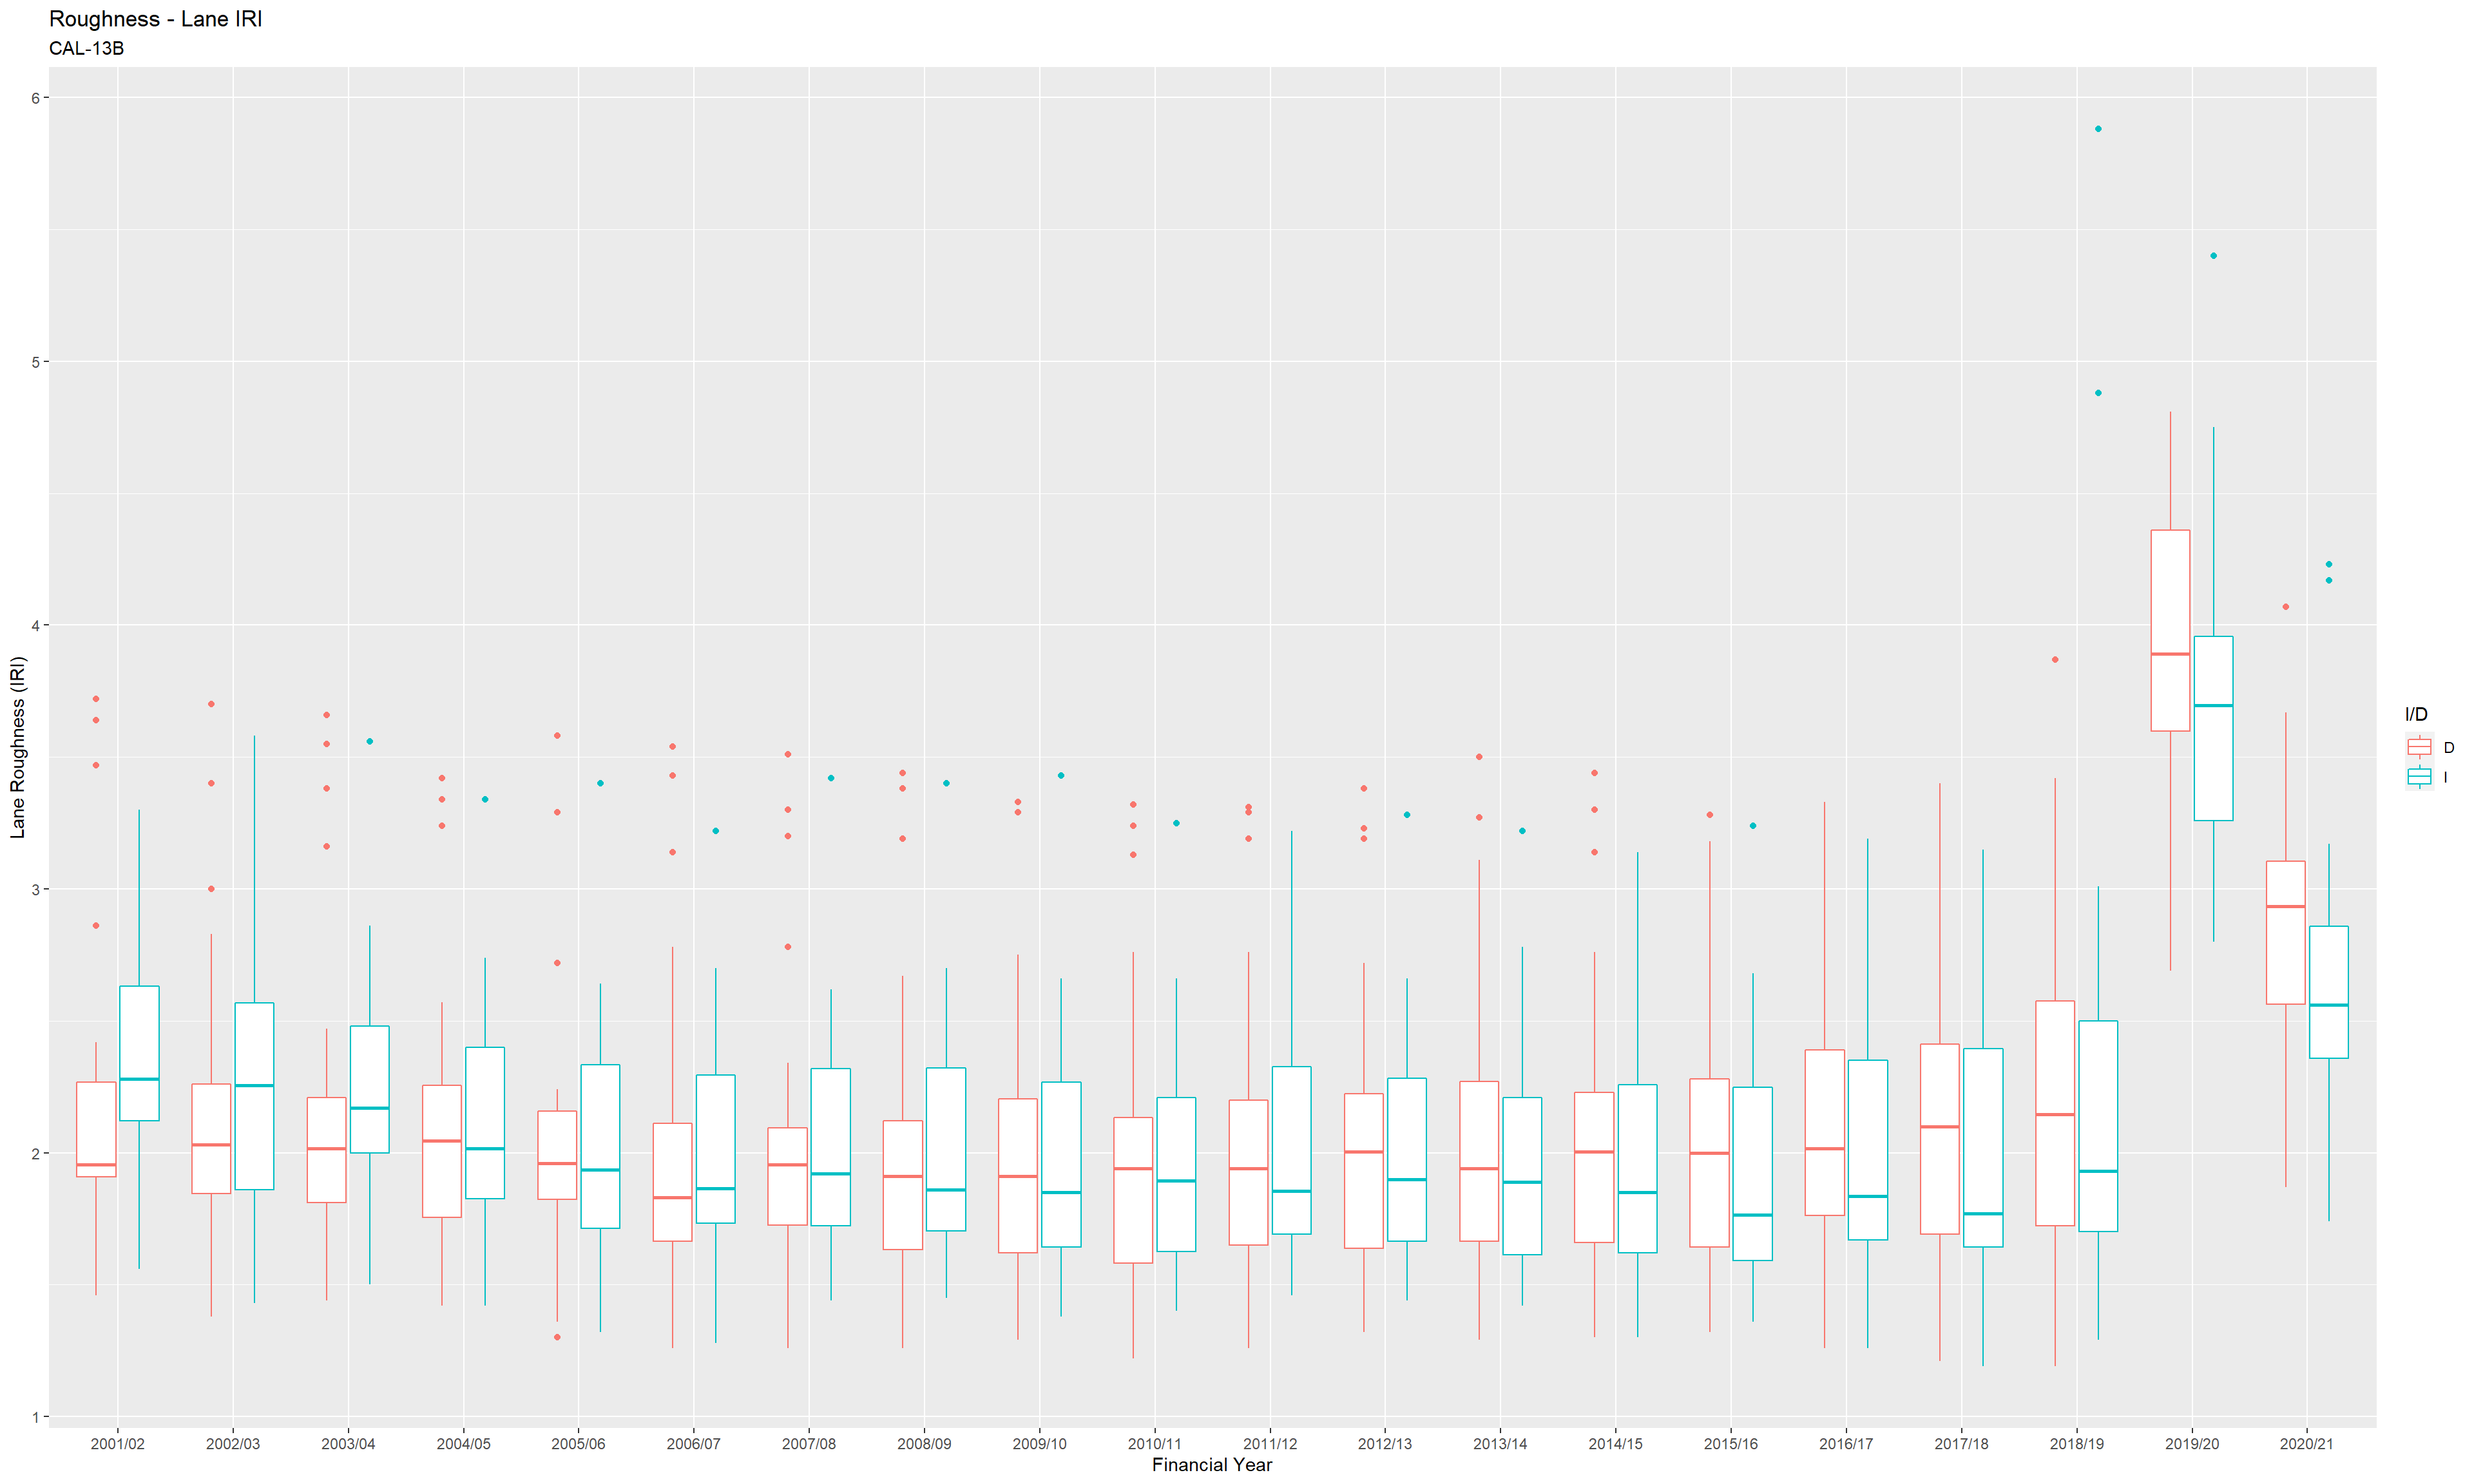 Roughness - Lane IRI
CAL-13B
6
5
4
3
2
1
Lane Roughness (IRI)
2001/02 2002/03 2003/04 2004/05 2005/06 2006/07 2007/08 2008/09 2009/10 2010/11 2011/12 2012/13 2013/14 2014/15 2015/16 2016/17 2017/18 2018/19 2019/20 2020/21
Financial Year
I/D
D
I